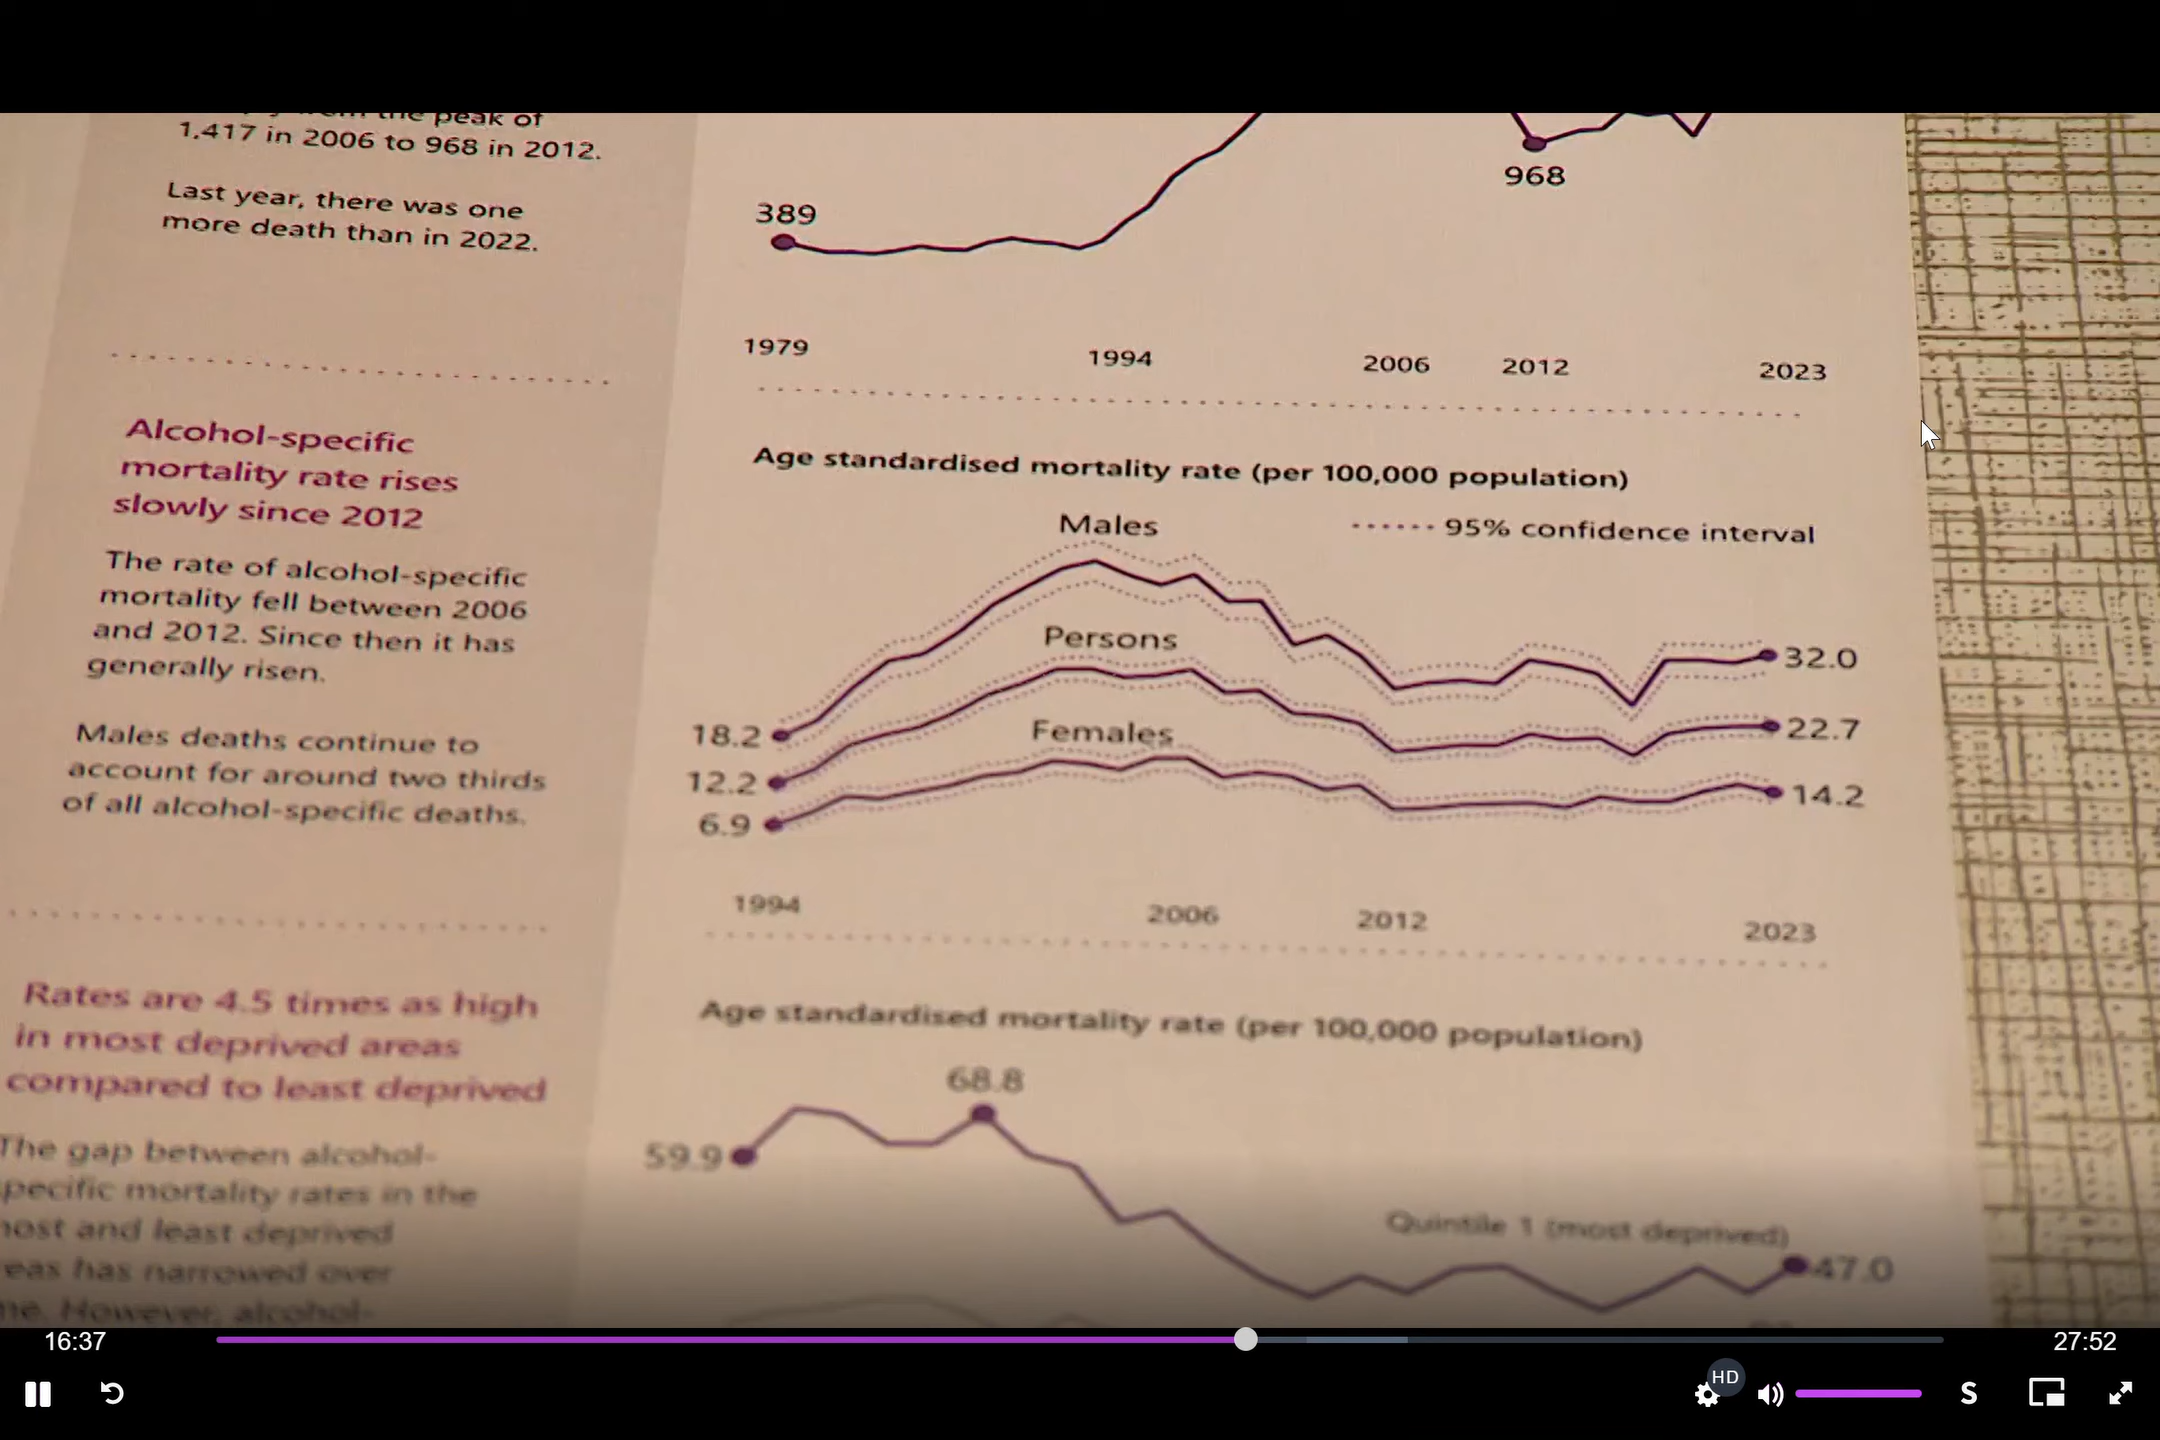 the peak of
1,417 in 2006 to 968 in 2012.
Last year, there was one
more death than in 2022.
389
968
1979 1994 2006 2012 2023
Alcohol-specific
mortality rate rises
slowly since 2012
The rate of alcohol-specific
mortality fell between 2006
and 2012. Since then it has
generally risen.
Males deaths continue to
account for around two thirds
of all alcohol-specific deaths.
Age standardised mortality rate (per 100,000 population)
Males
95% confidence interval
Persons
32.0
18.2
22.7
Females
12.2
14.2
6.9
1994 2006 2012 2023
Rates are 4.5 times as high
in most deprived areas
compared to least deprived
The gap between alcohol-
pecific mortality rates in the
ost and least deprived
eas has narrowed over
me. However, alcohol-
Age standardised mortality rate (per 100,000 population)
68.8
59.9
Quintile 1 (most deprived)
47.0
16:37
27:52
HD
S